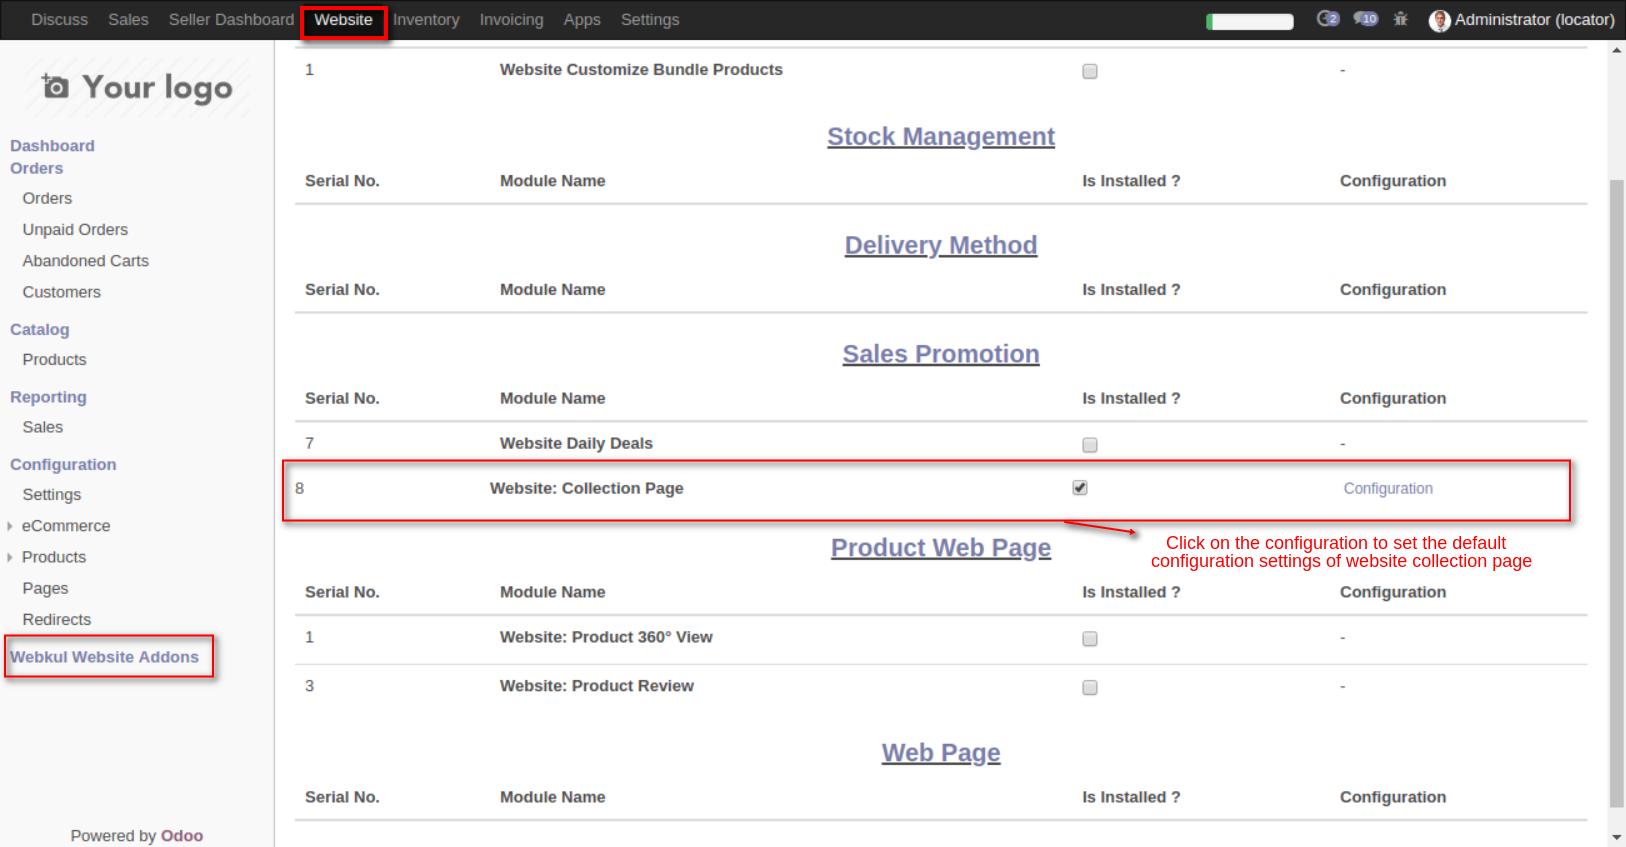 Discuss Sales Seller Dashboard Website Inventory Invoicing Apps Settings 2 10 Administrator (locator)
Your logo
Dashboard
Orders
Orders
Unpaid Orders
Abandoned Carts
Customers
Catalog
Products
Reporting
Sales
Configuration
Settings
eCommerce
Products
Pages
Redirects
Webkul Website Addons
Powered by Odoo
1 Website Customize Bundle Products -
Stock Management
Serial No. Module Name Is Installed ? Configuration
Delivery Method
Serial No. Module Name Is Installed ? Configuration
Sales Promotion
Serial No. Module Name Is Installed ? Configuration
7 Website Daily Deals -
8 Website: Collection Page Configuration
Click on the configuration to set the default
configuration settings of website collection page
Product Web Page
Serial No. Module Name Is Installed ? Configuration
1 Website: Product 360° View -
3 Website: Product Review -
Web Page
Serial No. Module Name Is Installed ? Configuration